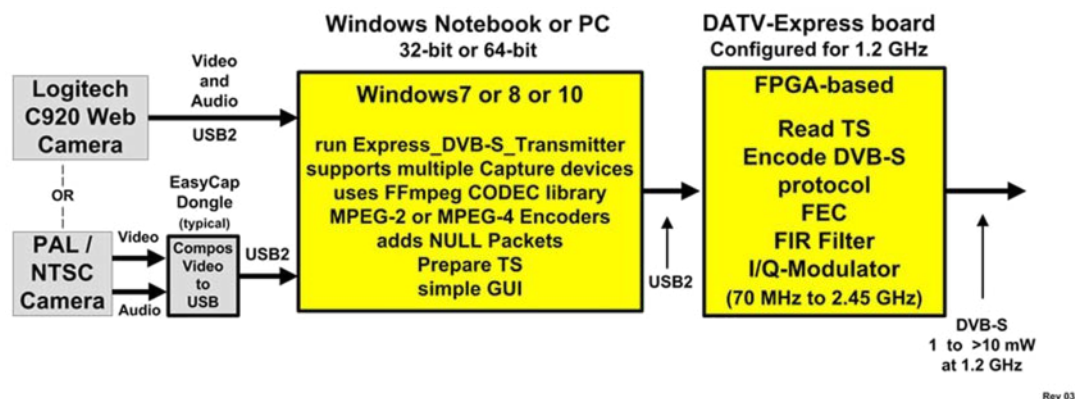 Windows Notebook or PC
32-bit or 64-bit
DATV-Express board
Configured for 1.2 GHz
Logitech
C920 Web
Camera
Video
and
Audio
USB2
OR
PAL /
NTSC
Camera
Video
Audio
EasyCap
Dongle
(typical)
Compos
Video
to
USB
USB2
Windows7 or 8 or 10
run Express_DVB-S_Transmitter
supports multiple Capture devices
uses FFmpeg CODEC library
MPEG-2 or MPEG-4 Encoders
adds NULL Packets
Prepare TS
simple GUI
USB2
FPGA-based
Read TS
Encode DVB-S
protocol
FEC
FIR Filter
I/Q-Modulator
(70 MHz to 2.45 GHz)
DVB-S
1 to >10 mW
at 1.2 GHz
Rev 03